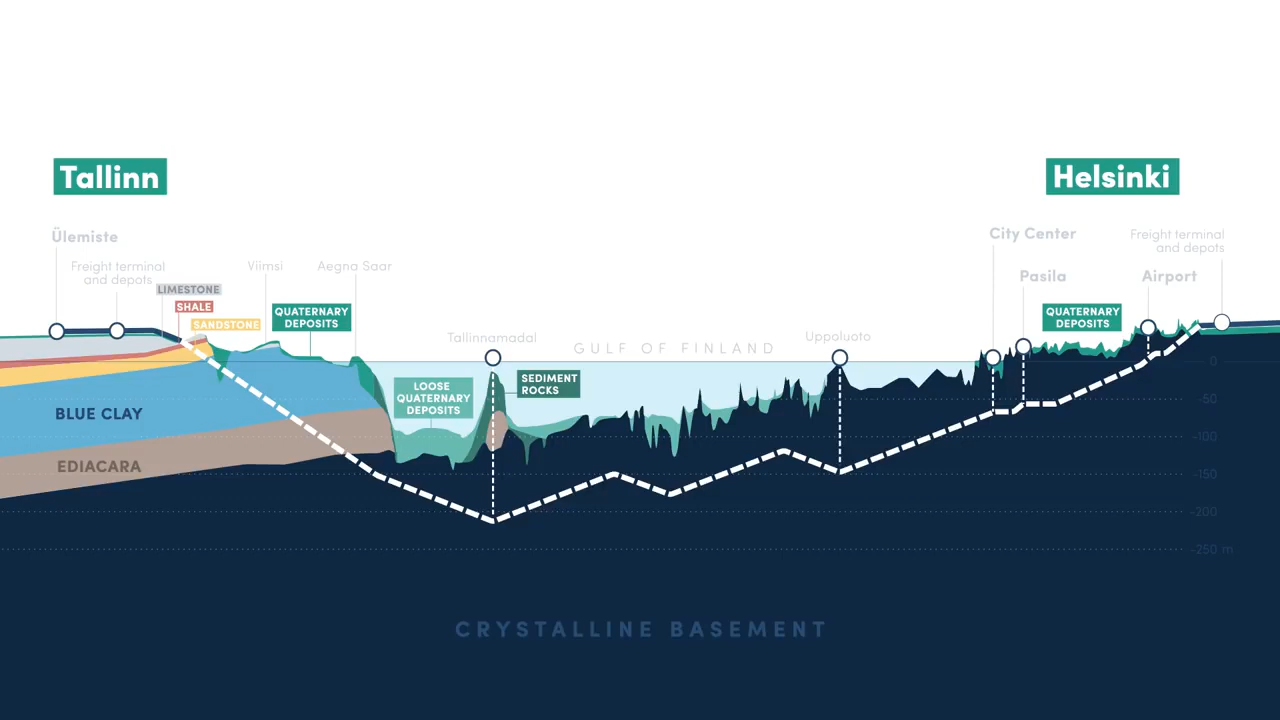 Tallinn
Helsinki
Ülemiste
Freight terminal
and depots
LIMESTONE
SHALE
SANDSTONE
Viimsi
Aegna Saar
QUATERNARY
DEPOSITS
Tallinnamadal
GULF OF FINLAND
Uppoluoto
City Center
Pasila
Freight terminal
and depots
Airport
QUATERNARY
DEPOSITS
LOOSE
QUATERNARY
DEPOSITS
SEDIMENT
ROCKS
BLUE CLAY
EDIACARA
0
-50
-100
-150
-200
-250 m
CRYSTALLINE BASEMENT